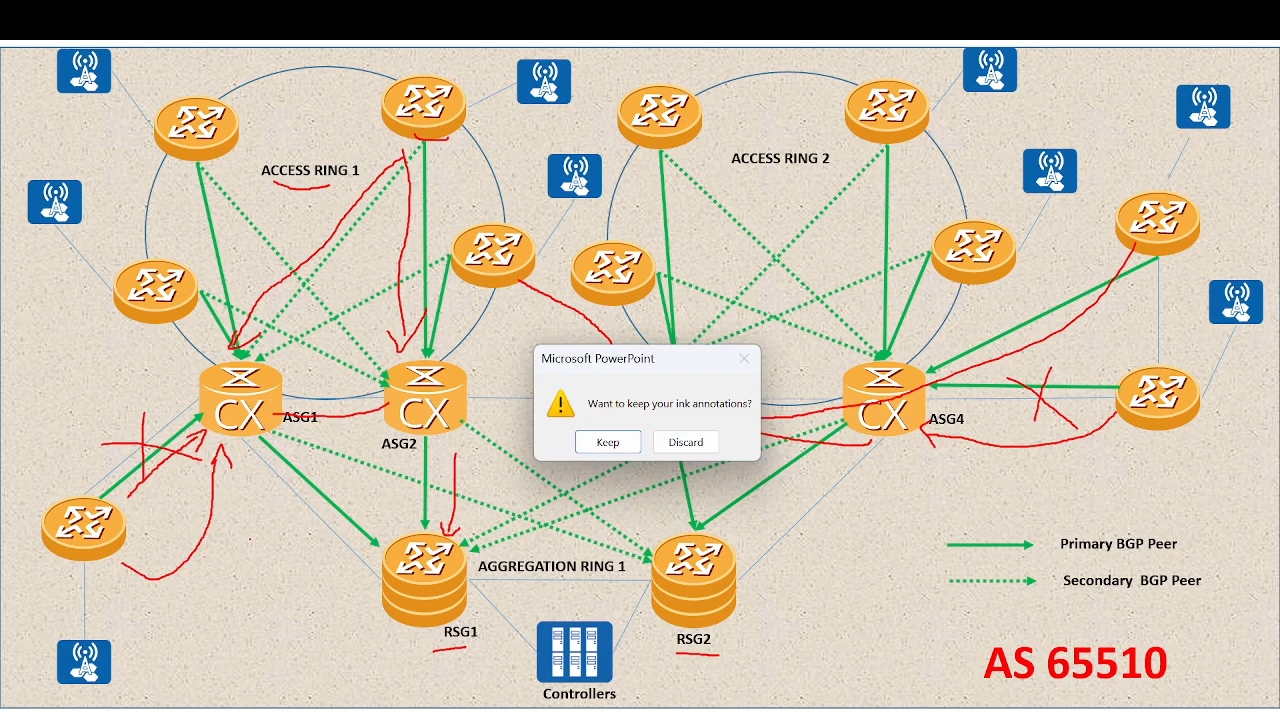 ACCESS RING 1
ACCESS RING 2
Microsoft PowerPoint
Want to keep your ink annotations?
Keep
Discard
CX
ASG1
CX
ASG2
CX
ASG4
Primary BGP Peer
AGGREGATION RING 1
Secondary BGP Peer
RSG1
RSG2
AS 65510
Controllers